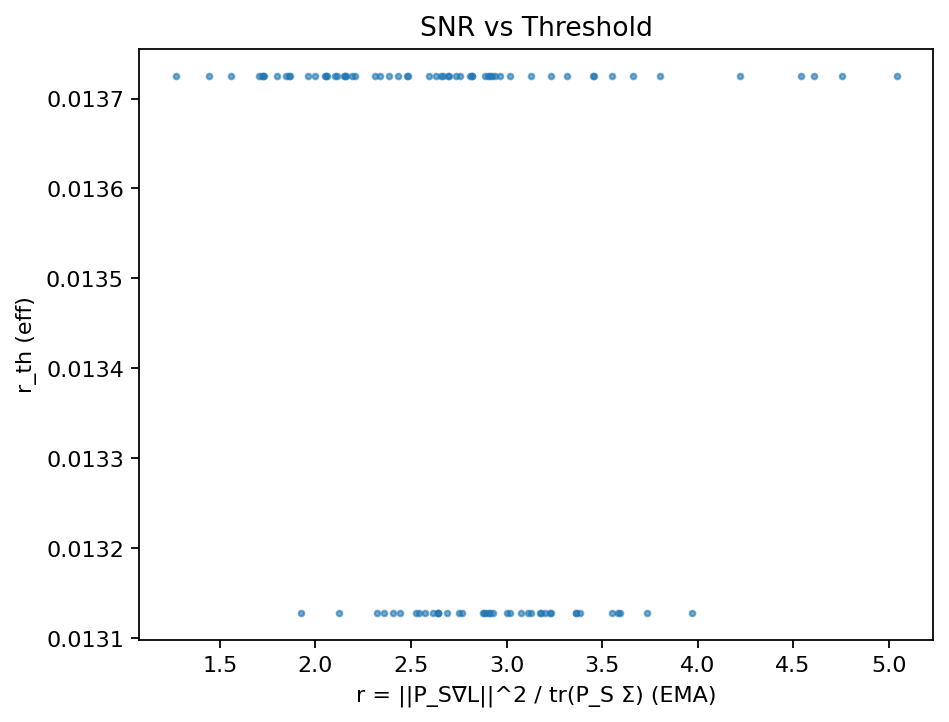 SNR vs Threshold
0.0137
0.0136
0.0135
0.0134
0.0133
0.0132
0.0131
r_th (eff)
1.5 2.0 2.5 3.0 3.5 4.0 4.5 5.0
r = ||P_S∇L||^2 / tr(P_S Σ) (EMA)